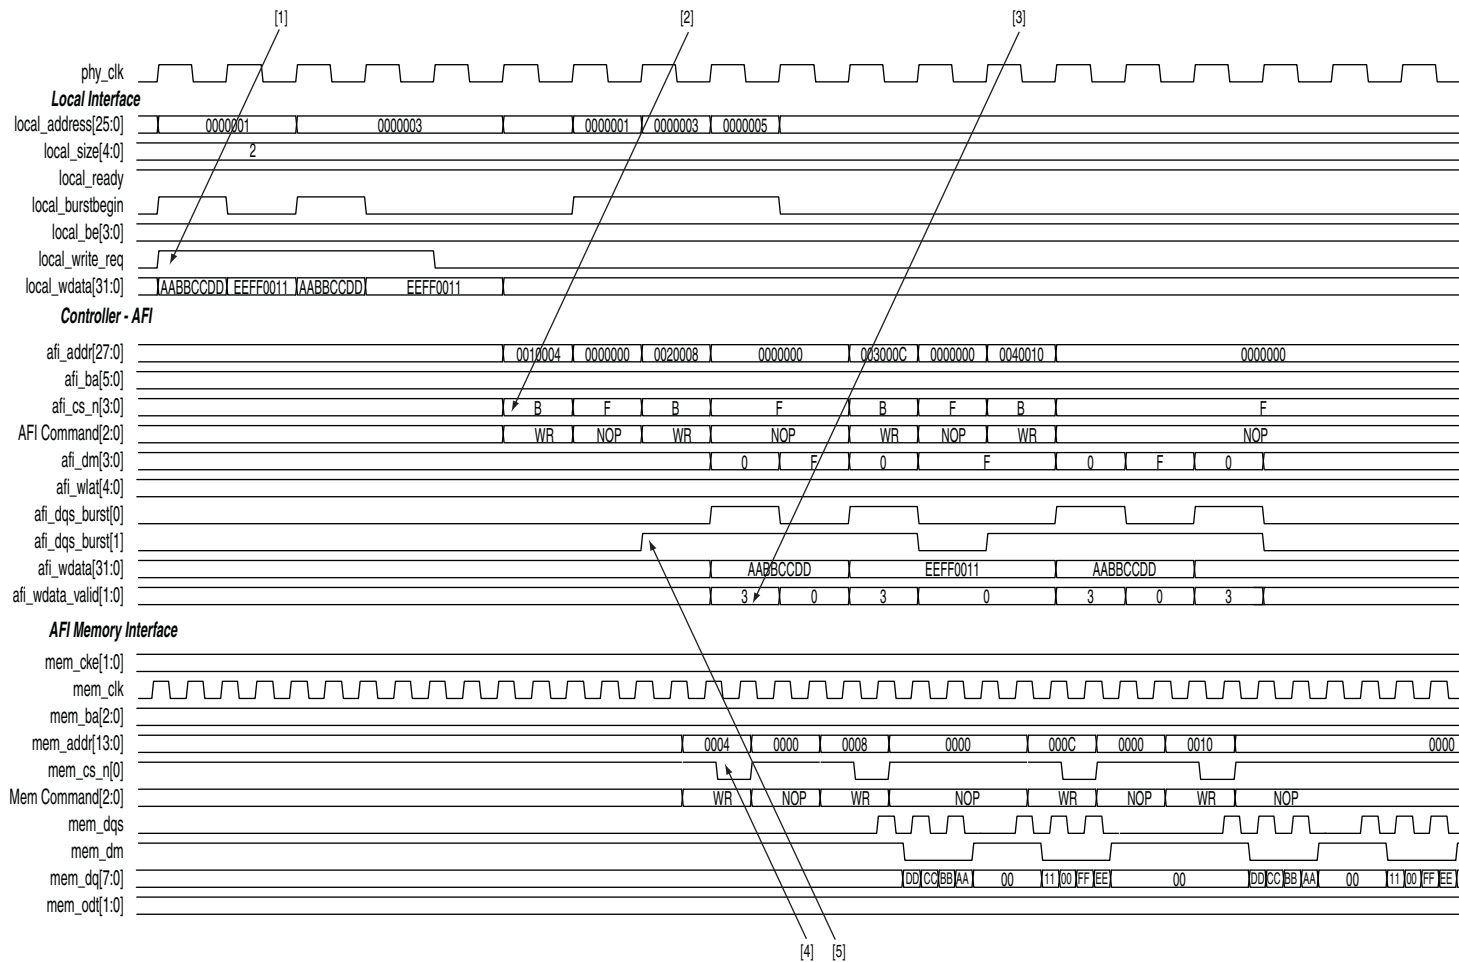 [1] [2] [3]
phy_clk
Local Interface
local_address[25:0] 0000001 0000003 0000001 0000003 0000005
local_size[4:0] 2
local_ready
local_burstbegin
local_be[3:0]
local_write_req
local_wdata[31:0] AABBCCDD EEFF0011 AABBCCDD EEFF0011
Controller - AFI
afi_addr[27:0] 0010004 0000000 0020008 0000000 003000C 0000000 0040010 0000000
afi_ba[5:0]
afi_cs_n[3:0] B F B F B F B F
AFI Command[2:0] WR NOP WR NOP WR NOP WR NOP
afi_dm[3:0] 0 F 0 F 0 F 0
afi_wlat[4:0]
afi_dqs_burst[0]
afi_dqs_burst[1]
afi_wdata[31:0] AABBCCDD EEFF0011 AABBCCDD
afi_wdata_valid[1:0] 3 0 3 0 3 0 3
AFI Memory Interface
mem_cke[1:0]
mem_clk
mem_ba[2:0]
mem_addr[13:0] 0004 0000 0008 0000 000C 0000 0010 0000
mem_cs_n[0]
Mem Command[2:0] WR NOP WR NOP WR NOP WR NOP
mem_dqs
mem_dm
mem_dq[7:0] DD CC BB AA 00 11 00 FF EE 00 DD CC BB AA 00 11 00 FF EE
mem_odt[1:0]
[4] [5]